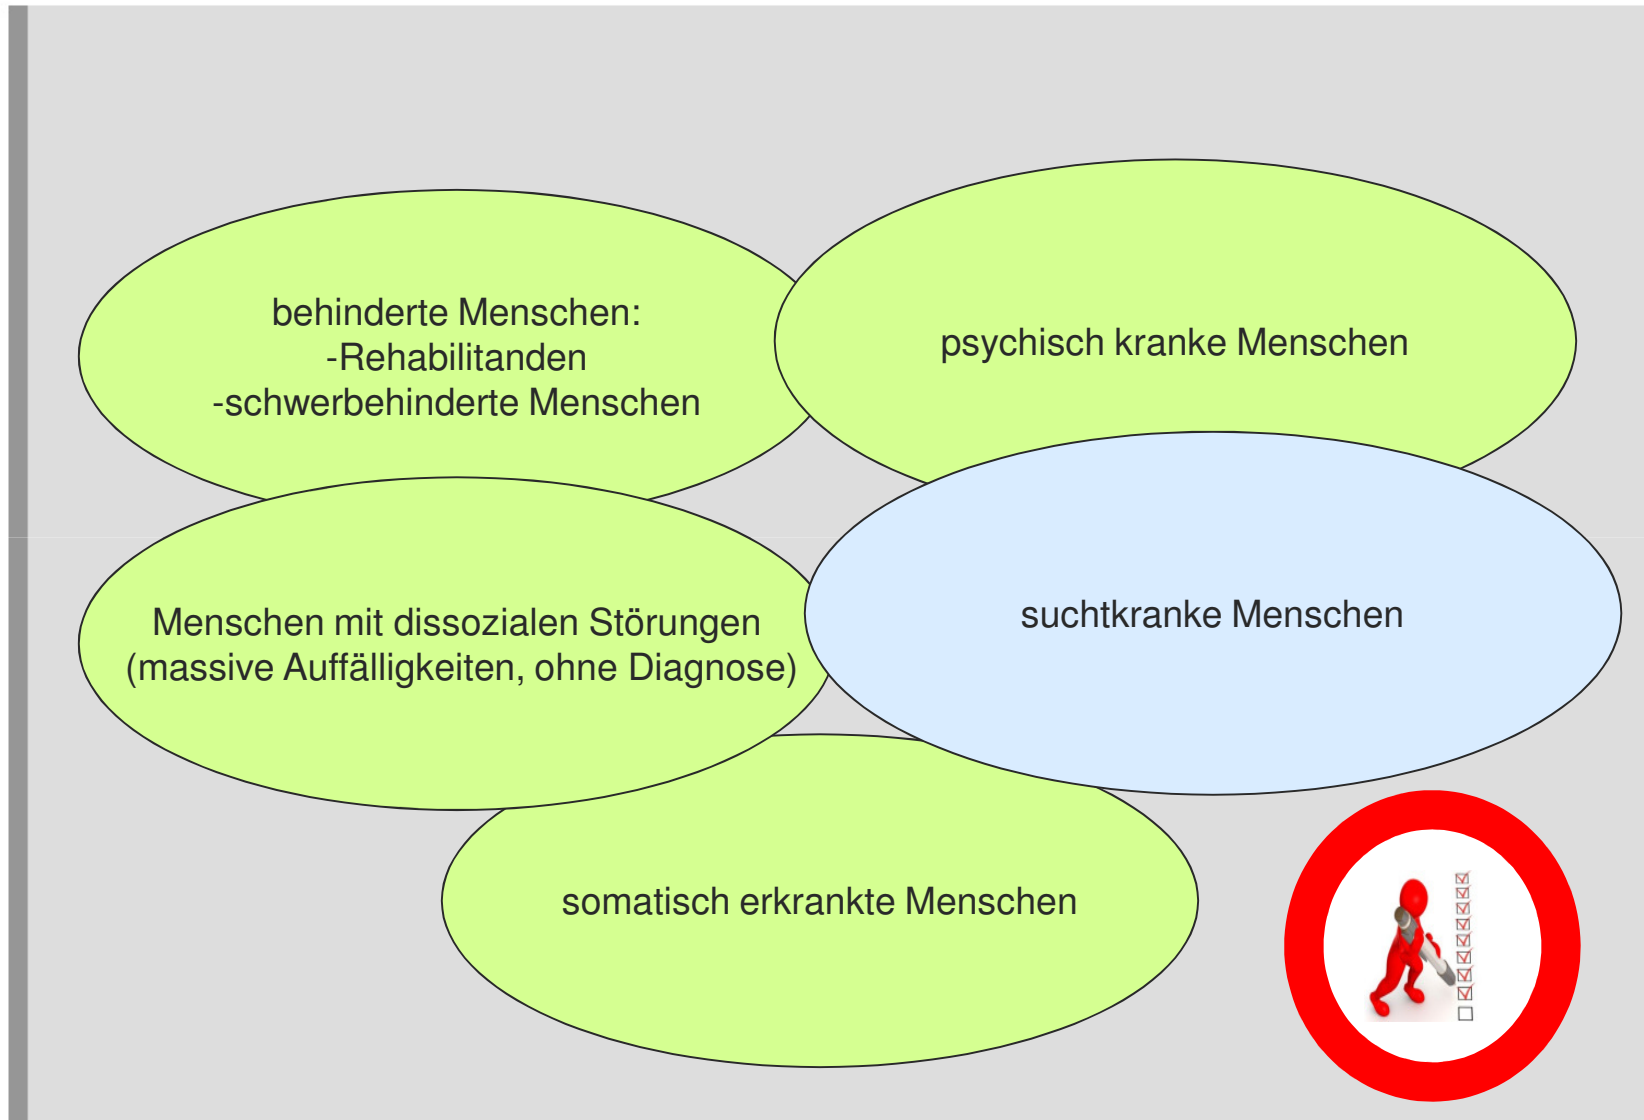 behinderte Menschen:
-Rehabilitanden
-schwerbehinderte Menschen
psychisch kranke Menschen
Menschen mit dissozialen Störungen
(massive Auffälligkeiten, ohne Diagnose)
suchtkranke Menschen
somatisch erkrankte Menschen